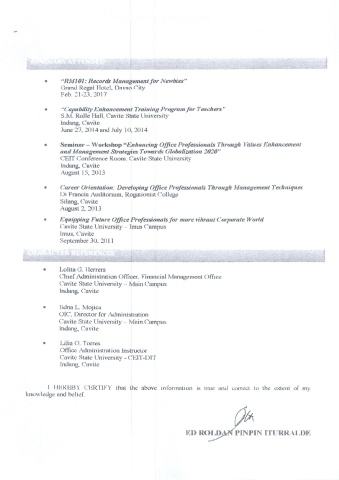 SEMINARS ATTENDED
"RM101: Records Management for Newbies"
Grand Regal Hotel, Davao City
Feb. 21-23, 2017
"Capability Enhancement Training Program for Teachers"
S.M. Rolle Hall, Cavite State University
Indang, Cavite
June 27, 2014 and July 10, 2014
Seminar – Workshop "Enhancing Office Professionals Through Values Enhancement
and Management Strategies Towards Globalization 2020"
CEIT Conference Room, Cavite State University
Indang, Cavite
August 15, 2013
Career Orientation: Developing Office Professionals Through Management Techniques
Di Francia Auditorium, Rogationist College
Silang, Cavite
August 2, 2013
Equipping Future Office Professionals for more vibrant Corporate World
Cavite State University – Imus Campus
Imus, Cavite
September 30, 2011
CHARACTER REFERENCES
Lolita G. Herrera
Chief Administration Officer, Financial Management Office
Cavite State University – Main Campus
Indang, Cavite
Edna L. Mojica
OIC, Director for Administration
Cavite State University – Main Campus
Indang, Cavite
Lilia O. Torres
Office Administration Instructor
Cavite State University - CEIT-DIT
Indang, Cavite
I HEREBY CERTIFY that the above information is true and correct to the extent of my
knowledge and belief.
ED ROLDAN PINPIN ITURRALDE